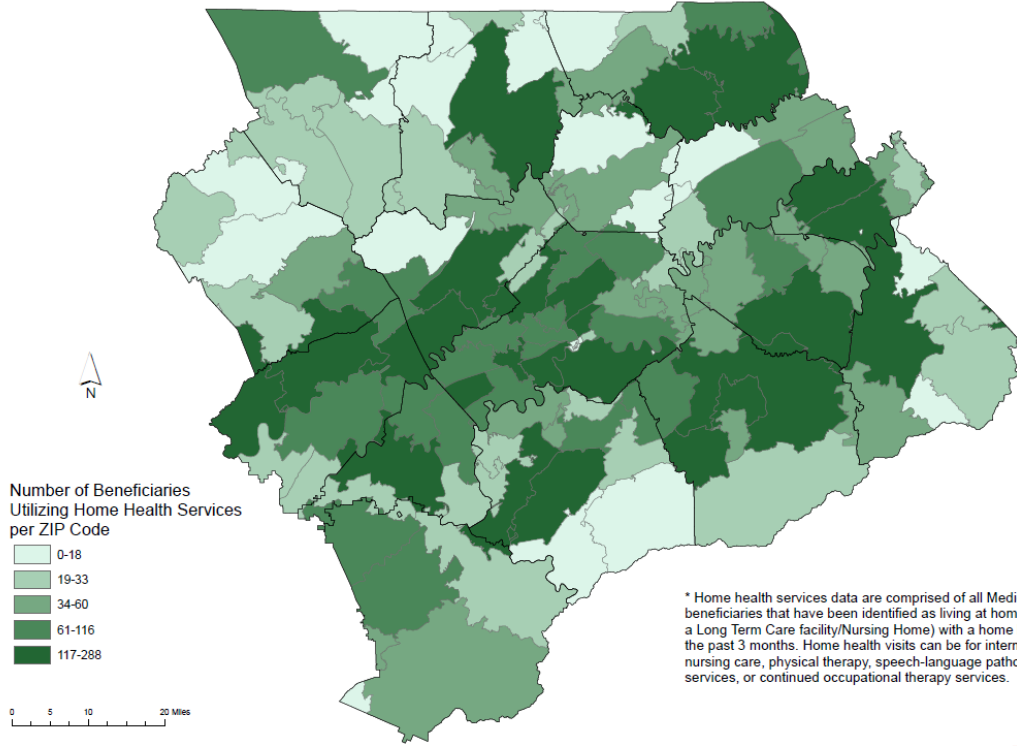 N
Number of Beneficiaries
Utilizing Home Health Services
per ZIP Code
0-18
19-33
34-60
61-116
117-288
0 5 10 20 Miles
* Home health services data are comprised of all Medi
beneficiaries that have been identified as living at hom
a Long Term Care facility/Nursing Home) with a home
the past 3 months. Home health visits can be for intern
nursing care, physical therapy, speech-language patho
services, or continued occupational therapy services.